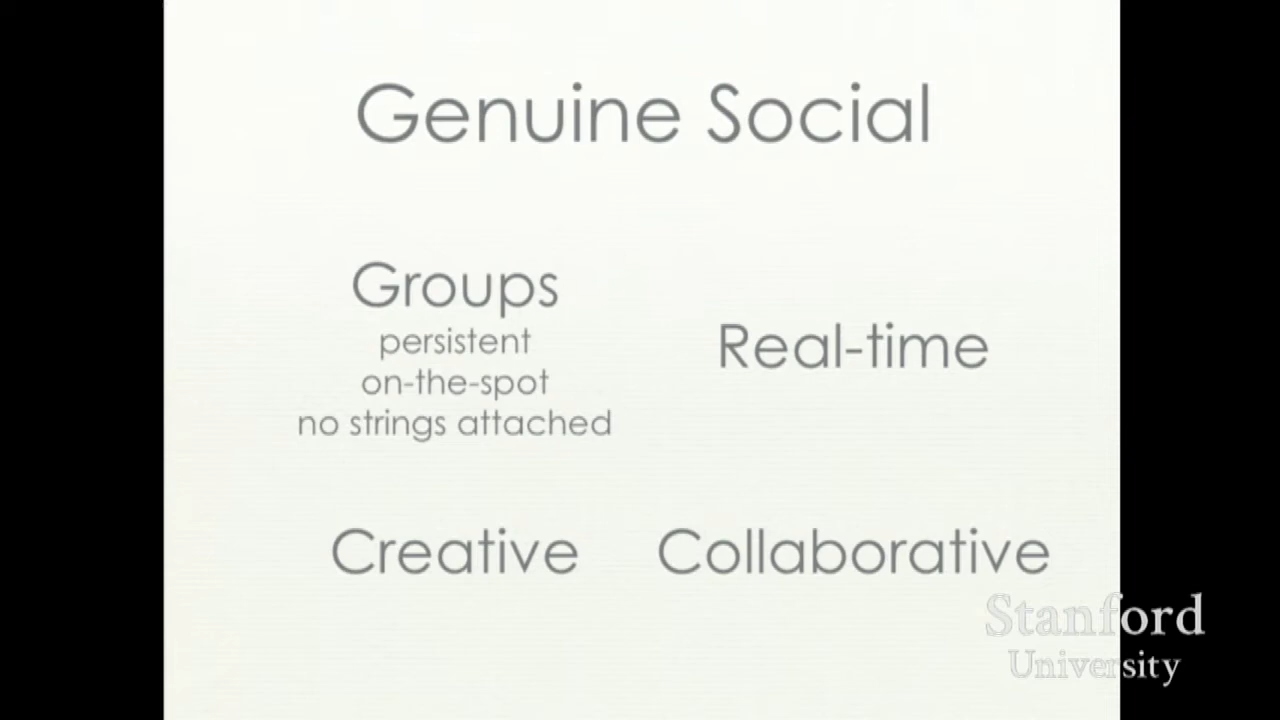 Genuine Social
Groups
persistent
on-the-spot
no strings attached
Real-time
Creative
Collaborative
Stanford
University